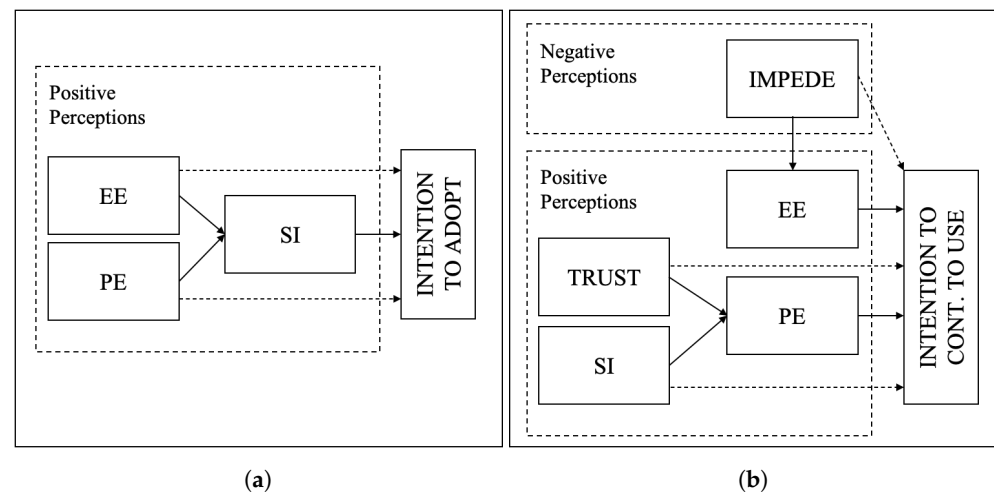 Positive
Perceptions
EE
PE
SI
INTENTION
TO ADOPT
(a)
Negative
Perceptions
IMPEDE
Positive
Perceptions
EE
TRUST
PE
SI
INTENTION TO
CONT. TO USE
(b)